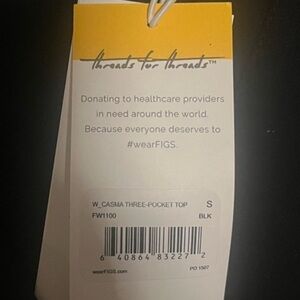 threads for threads™
Donating to healthcare providers
in need around the world.
Because everyone deserves to
#wearFIGS.
W_CASMA THREE-POCKET TOP S
FW1100 BLK
6 40864 83227 2
wearFIGS.com PO 1507